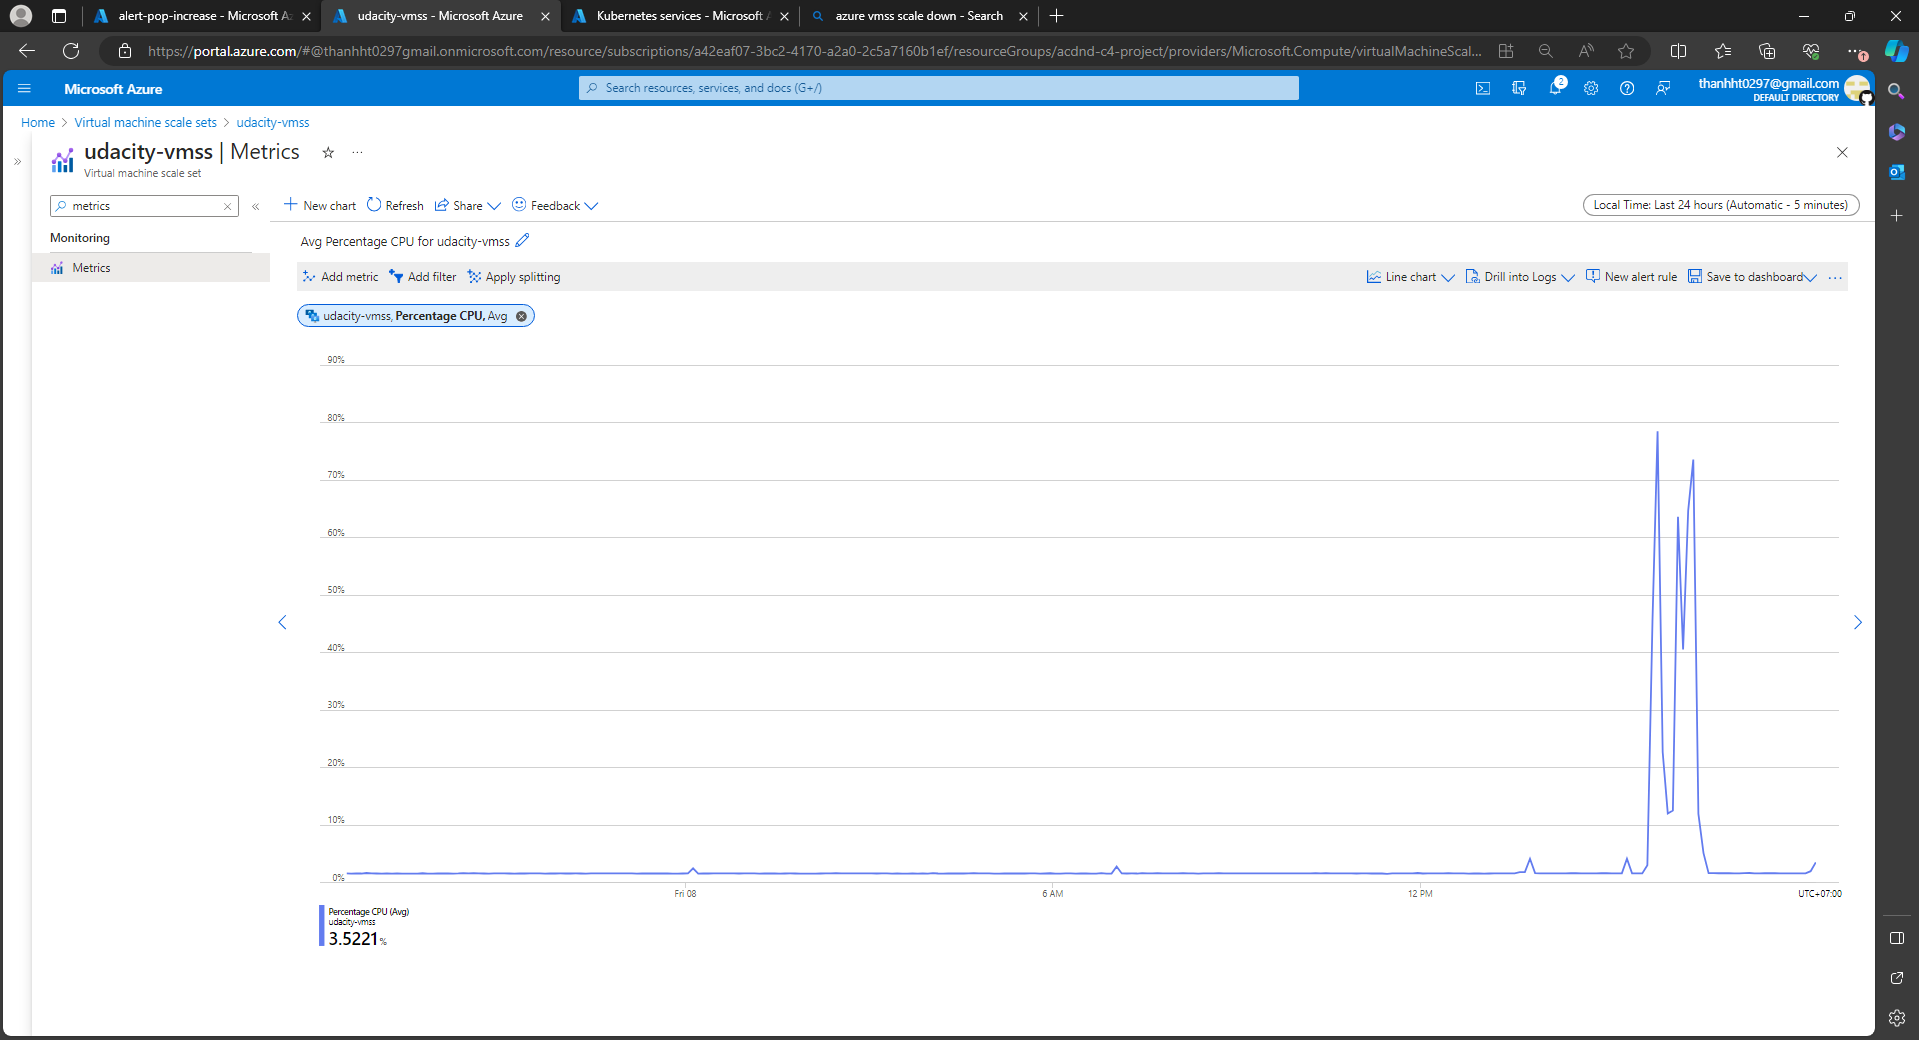 alert-pop-increase - Microsoft Az
udacity-vmss - Microsoft Azure
Kubernetes services - Microsoft A
azure vmss scale down - Search
https://portal.azure.com/#@thanhht0297gmail.onmicrosoft.com/resource/subscriptions/a42eaf07-3bc2-4170-a2a0-2c5a7160b1ef/resourceGroups/acdnd-c4-project/providers/Microsoft.Compute/virtualMachineScal...
Microsoft Azure
Search resources, services, and docs (G+/)
2
thanhht0297@gmail.com
DEFAULT DIRECTORY
Home > Virtual machine scale sets > udacity-vmss
udacity-vmss | Metrics
Virtual machine scale set
metrics
New chart
Refresh
Share
Feedback
Local Time: Last 24 hours (Automatic - 5 minutes)
Monitoring
Metrics
Avg Percentage CPU for udacity-vmss
Add metric
Add filter
Apply splitting
Line chart
Drill into Logs
New alert rule
Save to dashboard
udacity-vmss, Percentage CPU, Avg
90%
80%
70%
60%
50%
40%
30%
20%
10%
0%
Fri 08
6 AM
12 PM
UTC+07:00
Percentage CPU (Avg)
udacity-vmss
3.5221%